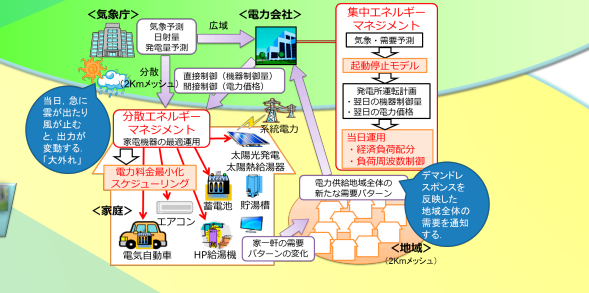 <気象庁>
気象予測
日射量
発電量予測
広域
<電力会社>
集中エネルギー
マネジメント
気象・需要予測
起動停止モデル
発電所運転計画
・翌日の機器制御量
・翌日の電力価格
当日運用
・経済負荷配分
・負荷周波数制御
分散
(2Kmメッシュ)
直接制御(機器制御量)
間接制御(電力価格)
当日、急に
雲が出たり
風が止む
と、出力が
変動する.
「大外れ」
分散エネルギー
マネジメント
家電機器の最適運用
系統電力
太陽光発電
太陽熱給湯器
電力料金最小化
スケジューリング
蓄電池
貯湯槽
<家庭>
エアコン
電気自動車
HP給湯機
家一軒の需要
パターンの変化
電力供給地域全体の
新たな需要パターン
デマンドレ
スポンスを
反映した
地域全体の
需要を通知
する.
<地域>
(2Kmメッシュ)